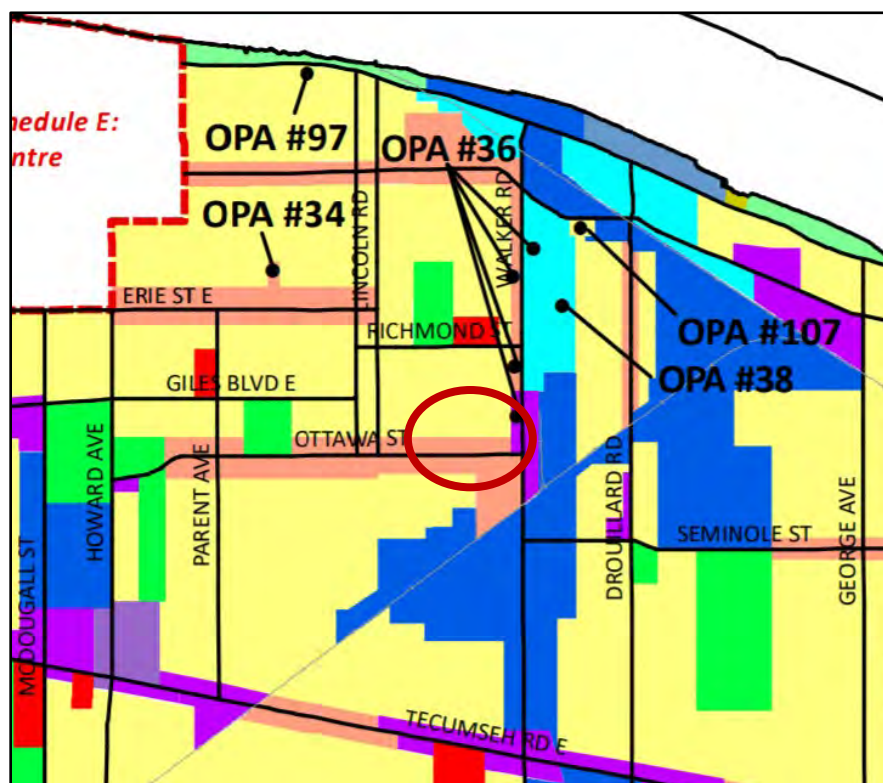 hedule E:
ntre
OPA #97
OPA #36
OPA #34
LINCOLN RD
WALKER RD
ERIE ST E
RICHMOND ST
OPA #107
OPA #38
GILES BLVD E
OTTAWA ST
HOWARD AVE
PARENT AVE
MCDOUGALL ST
DROUILLARD RD
SEMINOLE ST
GEORGE AVE
TECUMSEH RD E